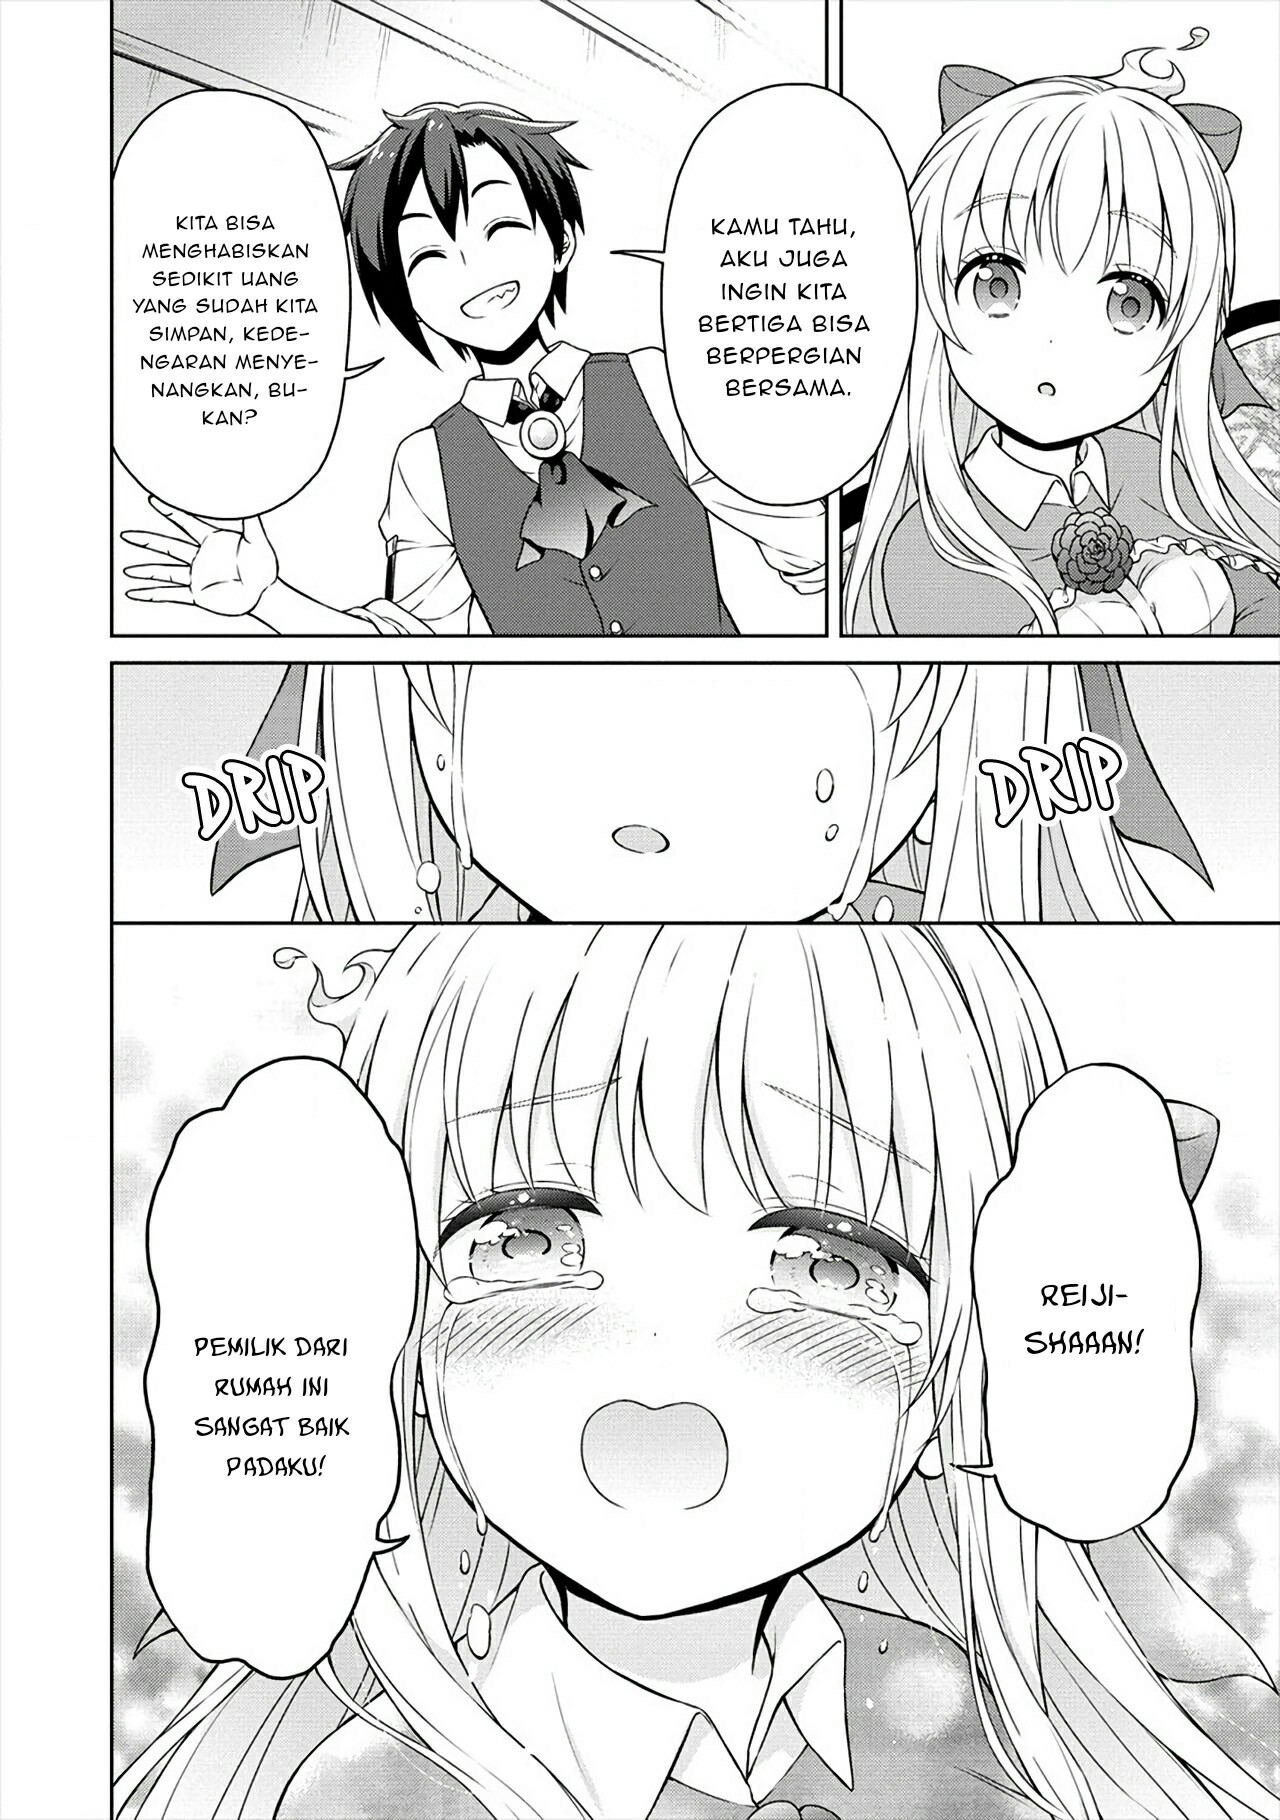 KAMU TAHU,
AKU JUGA
INGIN KITA
BERTIGA BISA
BERPERGIAN
BERSAMA.
KITA BISA
MENGHABISKAN
SEDIKIT UANG
YANG SUDAH KITA
SIMPAN, KEDE-
NGARAN MENYE-
NANGKAN, BU-
KAN?
DRIP
DRIP
REIJI-
SHAAAN!
PEMILIK DARI
RUMAH INI
SANGAT BAIK
PADAKU!